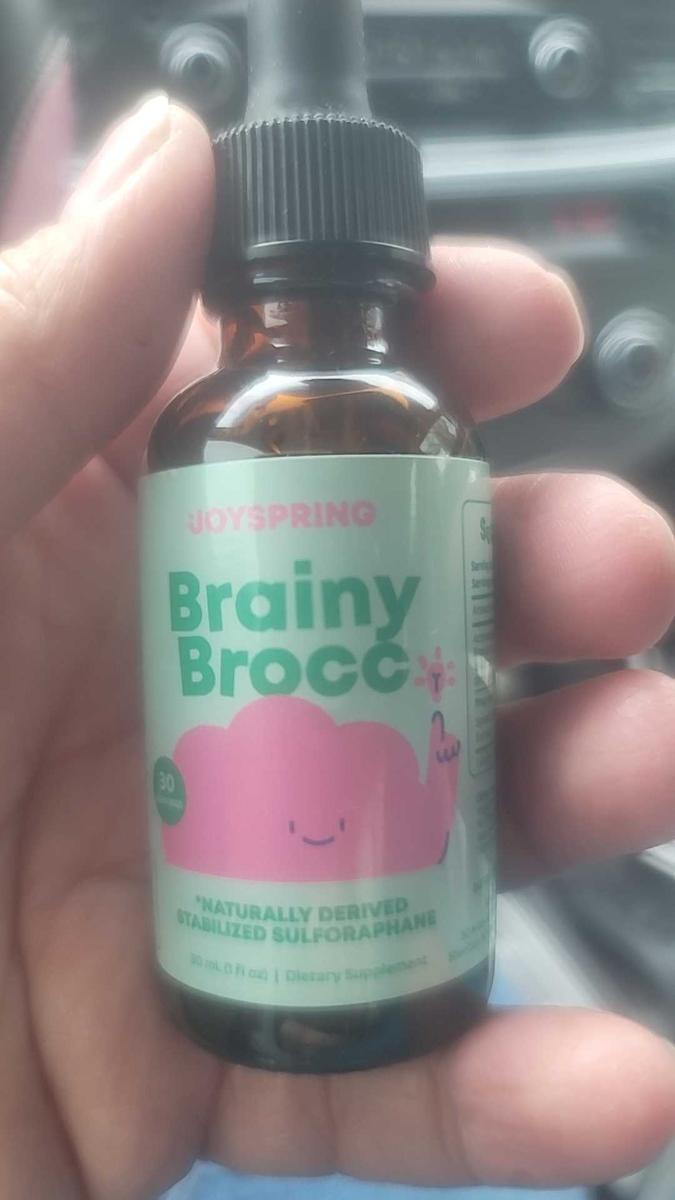 JOYSPRING
Brainy
Brocc
30
*NATURALLY DERIVED
STABILIZED SULFORAPHANE
30 mL (1 fl oz) | Dietary Supplement